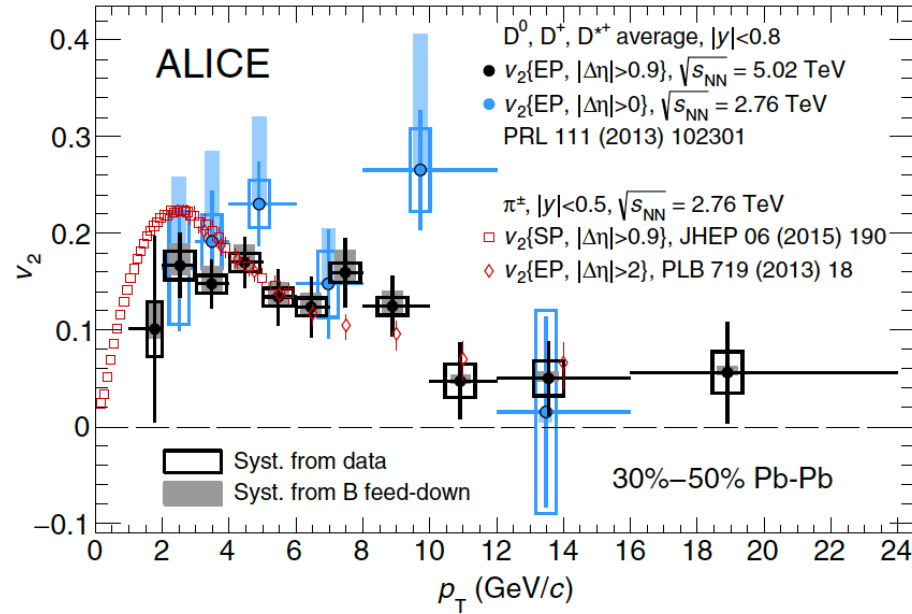 ALICE
D⁰, D⁺, D*⁺ average, |y|<0.8
v₂{EP, |Δη|>0.9}, √s_NN = 5.02 TeV
v₂{EP, |Δη|>0}, √s_NN = 2.76 TeV
PRL 111 (2013) 102301
π±, |y|<0.5, √s_NN = 2.76 TeV
v₂{SP, |Δη|>0.9}, JHEP 06 (2015) 190
v₂{EP, |Δη|>2}, PLB 719 (2013) 18
Syst. from data
Syst. from B feed-down
30%−50% Pb-Pb
v₂
0.4
0.3
0.2
0.1
0
−0.1
0 2 4 6 8 10 12 14 16 18 20 22 24
p_T (GeV/c)